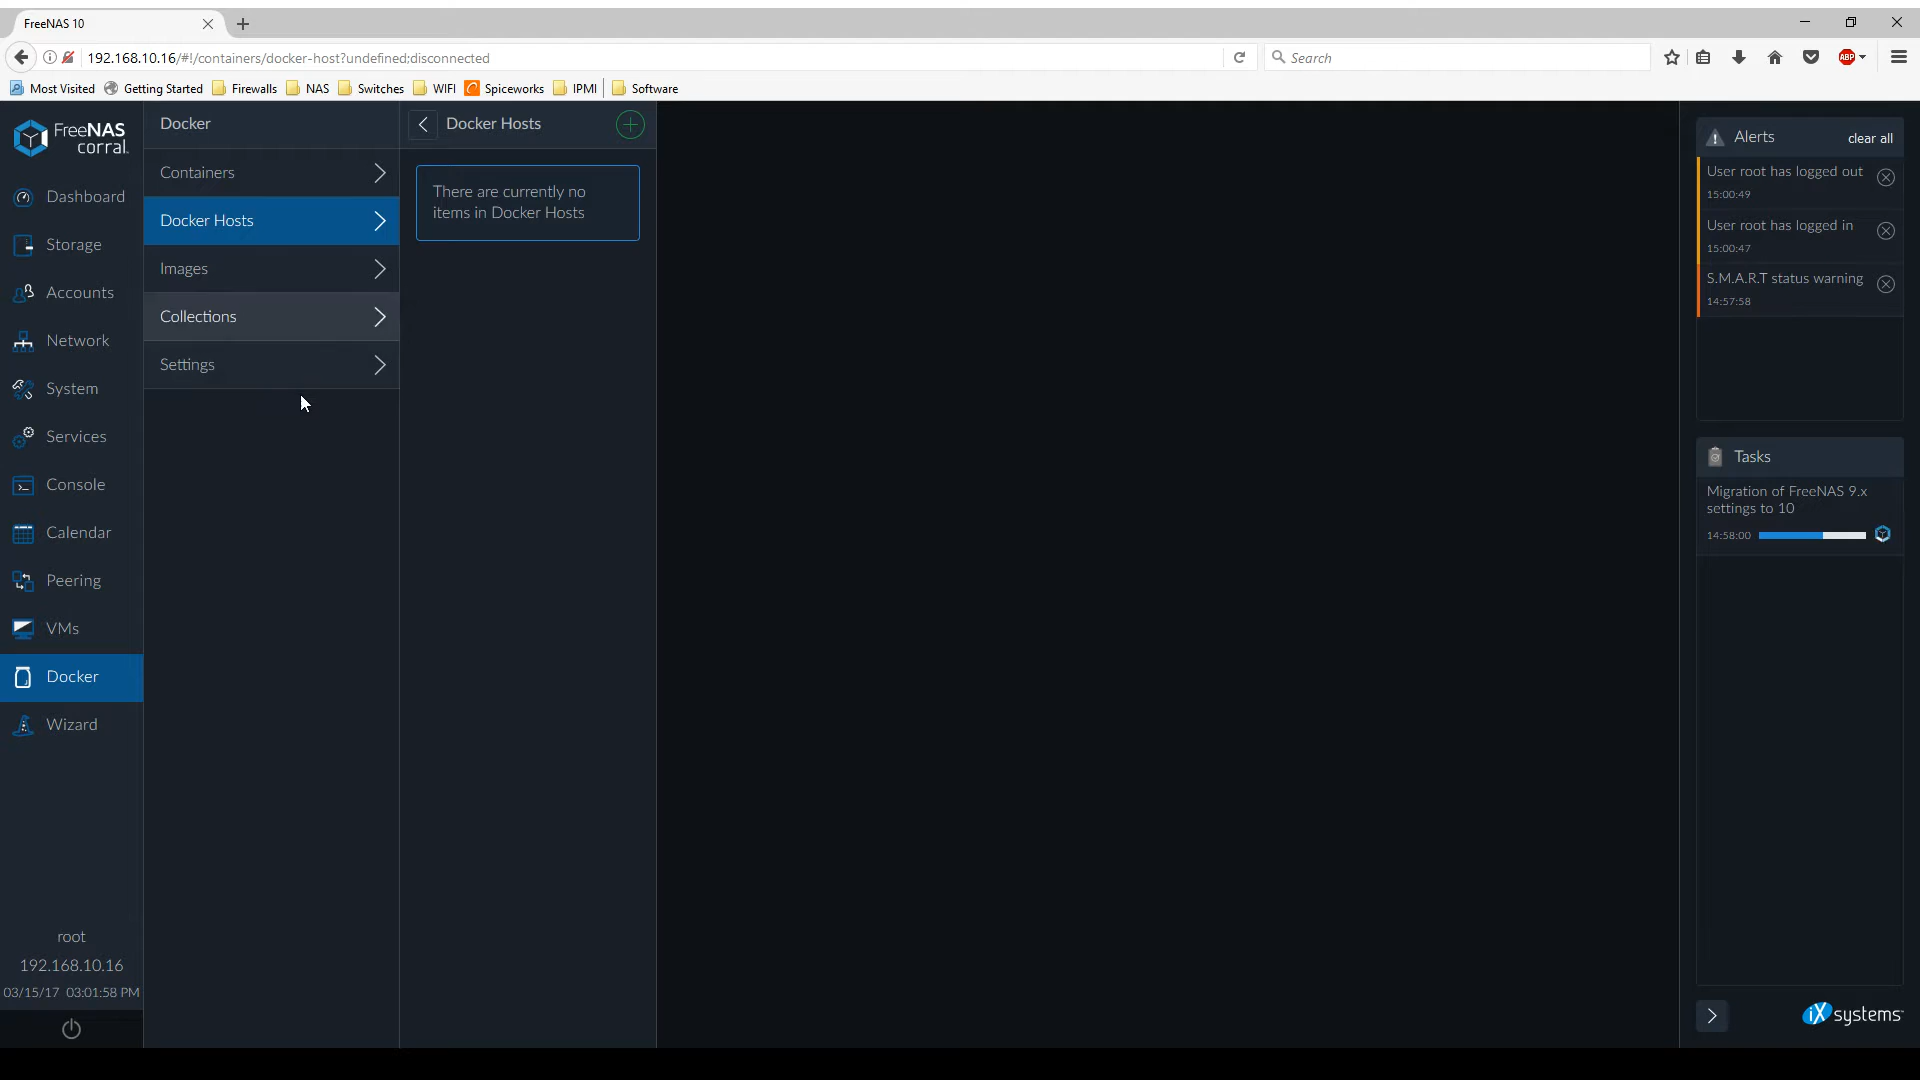 FreeNAS 10
192.168.10.16/#!/containers/docker-host?undefined;disconnected
Search
ABP
Most Visited
Getting Started
Firewalls
NAS
Switches
WIFI
Spiceworks
IPMI
Software
FreeNAS
corral
Dashboard
Storage
Accounts
Network
System
Services
Console
Calendar
Peering
VMs
Docker
Wizard
root
192.168.10.16
03/15/17 03:01:58 PM
Docker
Containers
Docker Hosts
Images
Collections
Settings
Docker Hosts
There are currently no
items in Docker Hosts
Alerts
clear all
User root has logged out
15:00:49
User root has logged in
15:00:47
S.M.A.R.T status warning
14:57:58
Tasks
Migration of FreeNAS 9.x
settings to 10
14:58:00
iXsystems